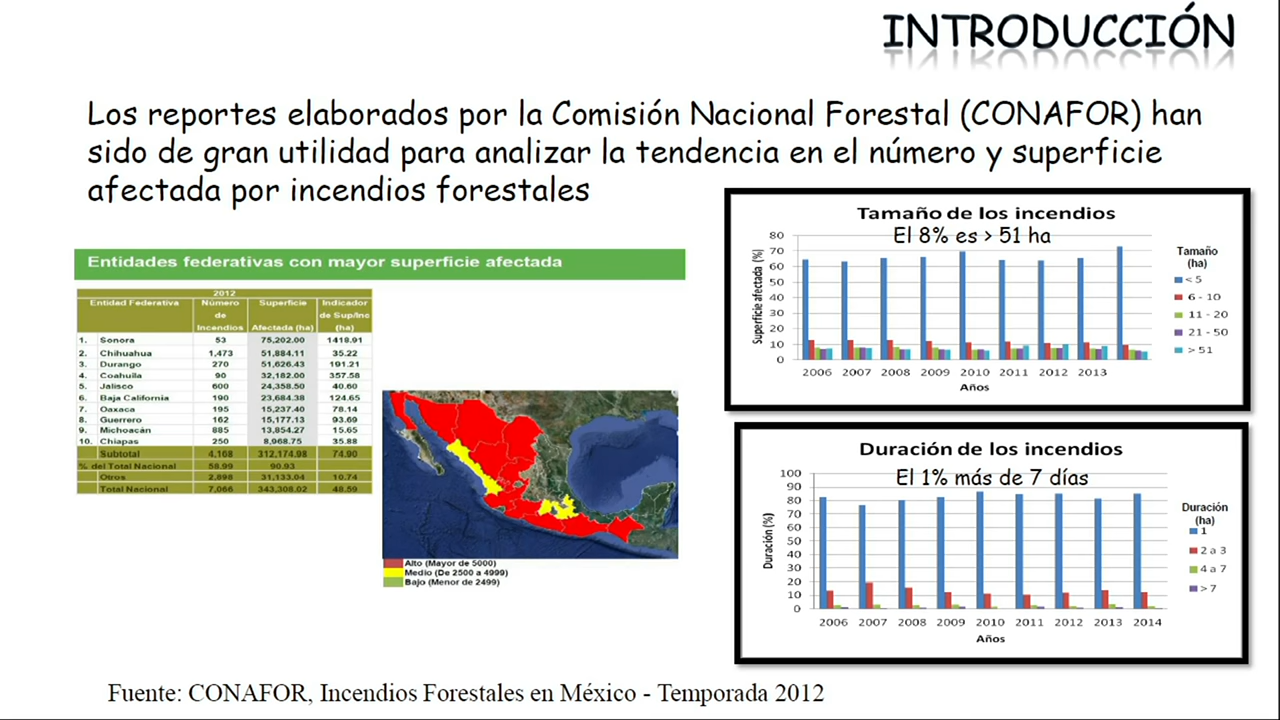 INTRODUCCIÓN
Los reportes elaborados por la Comisión Nacional Forestal (CONAFOR) han
sido de gran utilidad para analizar la tendencia en el número y superficie
afectada por incendios forestales
Entidades federativas con mayor superficie afectada
2012
Entidad Federativa Número de Incendios Superficie Afectada (ha) Indicador de Sup/Inc (ha)
1. Sonora 53 75,202.00 1418.91
2. Chihuahua 1,473 51,884.11 35.22
3. Durango 270 51,626.43 191.21
4. Coahuila 90 32,182.00 357.58
5. Jalisco 600 24,358.50 40.60
6. Baja California 190 23,684.38 124.65
7. Oaxaca 195 15,237.40 78.14
8. Guerrero 162 15,177.13 93.69
9. Michoacán 885 13,854.27 15.65
10. Chiapas 250 8,968.75 35.88
Subtotal 4,168 312,174.98 74.90
% del Total Nacional 58.99 90.93
Otros 2,898 31,133.04 10.74
Total Nacional 7,066 343,308.02 48.59
Alto (Mayor de 5000)
Medio (De 2500 a 4999)
Bajo (Menor de 2499)
Tamaño de los incendios
El 8% es > 51 ha
Superficie afectada (%)
80
70
60
50
40
30
20
10
0
2006 2007 2008 2009 2010 2011 2012 2013
Años
Tamaño
(ha)
< 5
6 - 10
11 - 20
21 - 50
> 51
Duración de los incendios
El 1% más de 7 días
Duración (%)
100
90
80
70
60
50
40
30
20
10
0
2006 2007 2008 2009 2010 2011 2012 2013 2014
Años
Duración
(ha)
1
2 a 3
4 a 7
> 7
Fuente: CONAFOR, Incendios Forestales en México - Temporada 2012